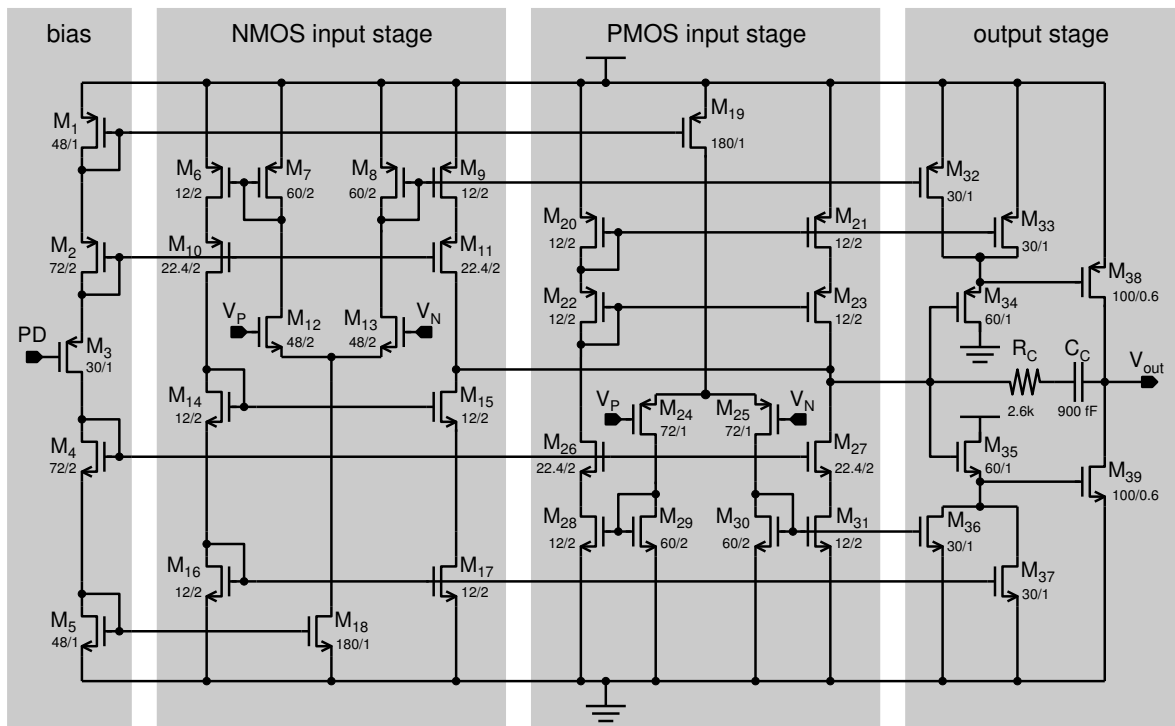 bias
NMOS input stage
PMOS input stage
output stage
M1
48/1
M2
72/2
PD
M3
30/1
M4
72/2
M5
48/1
M6
12/2
M7
60/2
M8
60/2
M9
12/2
M10
22.4/2
M11
22.4/2
VP
M12
48/2
M13
48/2
VN
M14
12/2
M15
12/2
M16
12/2
M17
12/2
M18
180/1
M19
180/1
M20
12/2
M21
12/2
M22
12/2
M23
12/2
VP
M24
72/1
M25
72/1
VN
M26
22.4/2
M27
22.4/2
M28
12/2
M29
60/2
M30
60/2
M31
12/2
M32
30/1
M33
30/1
M34
60/1
M38
100/0.6
RC
2.6k
CC
900 fF
Vout
M35
60/1
M39
100/0.6
M36
30/1
M37
30/1